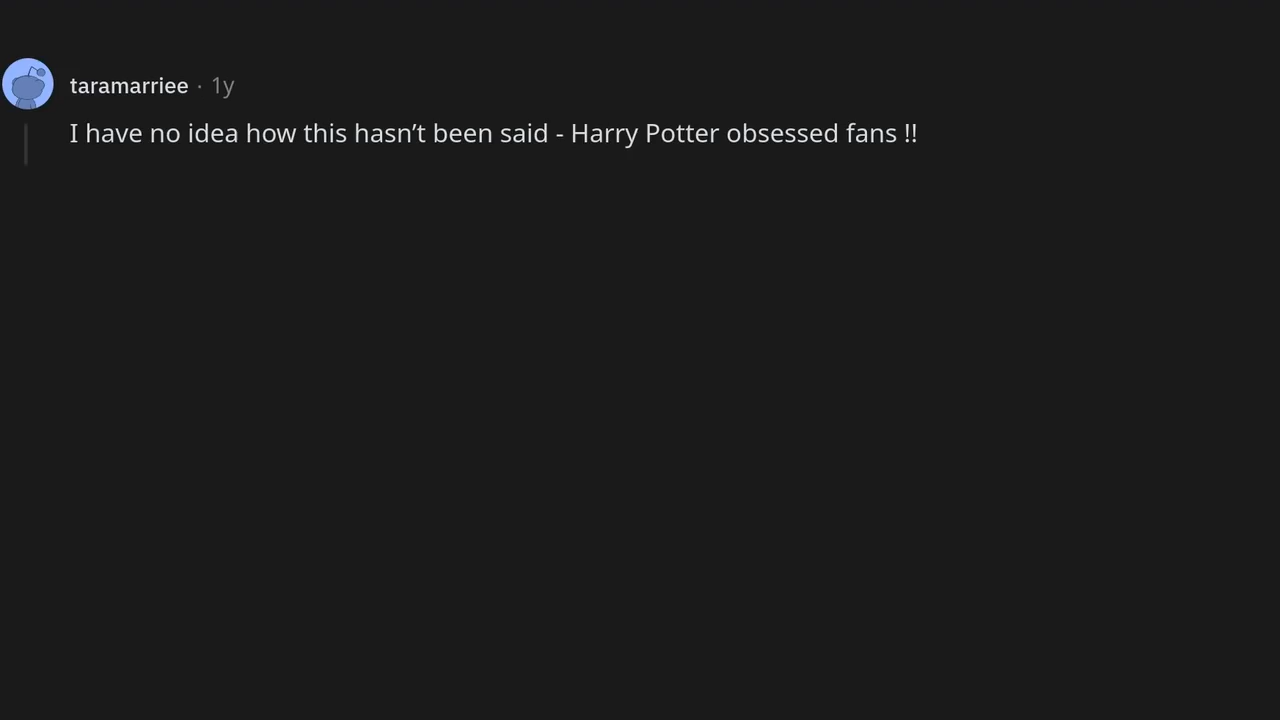 taramarriee · 1y
I have no idea how this hasn’t been said - Harry Potter obsessed fans !!